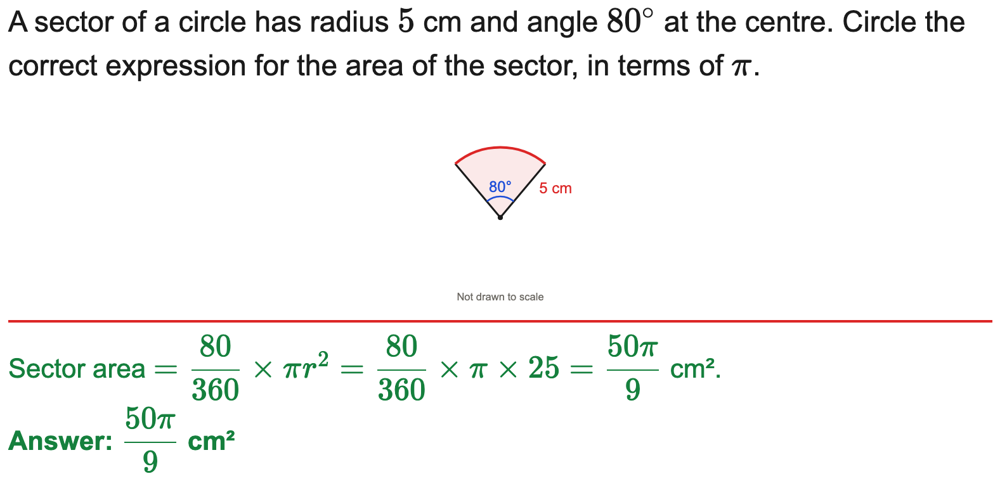 A sector of a circle has radius 5 cm and angle 80° at the centre. Circle the
correct expression for the area of the sector, in terms of π.
80°
5 cm
Not drawn to scale
Sector area = 80/360 × πr² = 80/360 × π × 25 = 50π/9 cm².
Answer: 50π/9 cm²